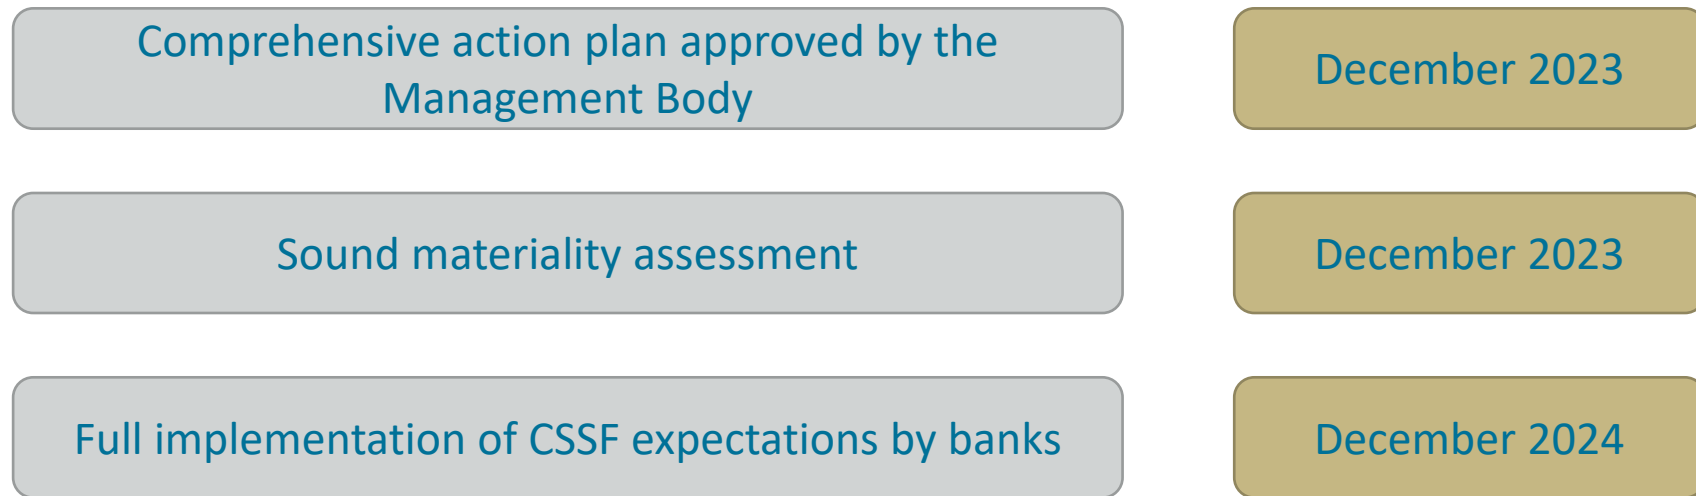 Comprehensive action plan approved by the
Management Body
December 2023
Sound materiality assessment
December 2023
Full implementation of CSSF expectations by banks
December 2024